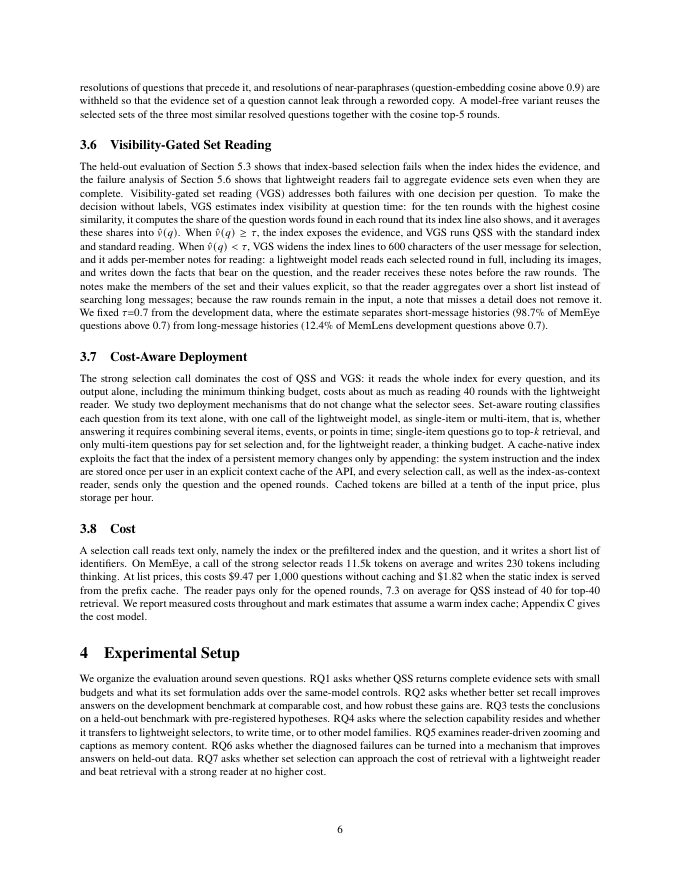 resolutions of questions that precede it, and resolutions of near-paraphrases (question-embedding cosine above 0.9) are
withheld so that the evidence set of a question cannot leak through a reworded copy. A model-free variant reuses the
selected sets of the three most similar resolved questions together with the cosine top-5 rounds.
3.6 Visibility-Gated Set Reading
The held-out evaluation of Section 5.3 shows that index-based selection fails when the index hides the evidence, and
the failure analysis of Section 5.6 shows that lightweight readers fail to aggregate evidence sets even when they are
complete. Visibility-gated set reading (VGS) addresses both failures with one decision per question. To make the
decision without labels, VGS estimates index visibility at question time: for the ten rounds with the highest cosine
similarity, it computes the share of the question words found in each round that its index line also shows, and it averages
these shares into v̂(q). When v̂(q) ≥ τ, the index exposes the evidence, and VGS runs QSS with the standard index
and standard reading. When v̂(q) < τ, VGS widens the index lines to 600 characters of the user message for selection,
and it adds per-member notes for reading: a lightweight model reads each selected round in full, including its images,
and writes down the facts that bear on the question, and the reader receives these notes before the raw rounds. The
notes make the members of the set and their values explicit, so that the reader aggregates over a short list instead of
searching long messages; because the raw rounds remain in the input, a note that misses a detail does not remove it.
We fixed τ=0.7 from the development data, where the estimate separates short-message histories (98.7% of MemEye
questions above 0.7) from long-message histories (12.4% of MemLens development questions above 0.7).
3.7 Cost-Aware Deployment
The strong selection call dominates the cost of QSS and VGS: it reads the whole index for every question, and its
output alone, including the minimum thinking budget, costs about as much as reading 40 rounds with the lightweight
reader. We study two deployment mechanisms that do not change what the selector sees. Set-aware routing classifies
each question from its text alone, with one call of the lightweight model, as single-item or multi-item, that is, whether
answering it requires combining several items, events, or points in time; single-item questions go to top-k retrieval, and
only multi-item questions pay for set selection and, for the lightweight reader, a thinking budget. A cache-native index
exploits the fact that the index of a persistent memory changes only by appending: the system instruction and the index
are stored once per user in an explicit context cache of the API, and every selection call, as well as the index-as-context
reader, sends only the question and the opened rounds. Cached tokens are billed at a tenth of the input price, plus
storage per hour.
3.8 Cost
A selection call reads text only, namely the index or the prefiltered index and the question, and it writes a short list of
identifiers. On MemEye, a call of the strong selector reads 11.5k tokens on average and writes 230 tokens including
thinking. At list prices, this costs $9.47 per 1,000 questions without caching and $1.82 when the static index is served
from the prefix cache. The reader pays only for the opened rounds, 7.3 on average for QSS instead of 40 for top-40
retrieval. We report measured costs throughout and mark estimates that assume a warm index cache; Appendix C gives
the cost model.
4 Experimental Setup
We organize the evaluation around seven questions. RQ1 asks whether QSS returns complete evidence sets with small
budgets and what its set formulation adds over the same-model controls. RQ2 asks whether better set recall improves
answers on the development benchmark at comparable cost, and how robust these gains are. RQ3 tests the conclusions
on a held-out benchmark with pre-registered hypotheses. RQ4 asks where the selection capability resides and whether
it transfers to lightweight selectors, to write time, or to other model families. RQ5 examines reader-driven zooming and
captions as memory content. RQ6 asks whether the diagnosed failures can be turned into a mechanism that improves
answers on held-out data. RQ7 asks whether set selection can approach the cost of retrieval with a lightweight reader
and beat retrieval with a strong reader at no higher cost.
6